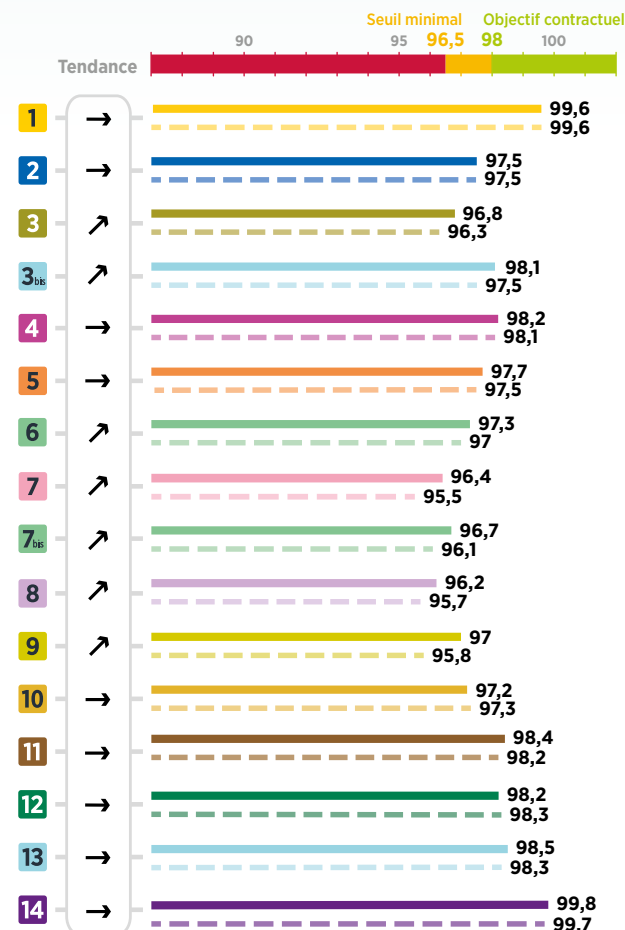 Seuil minimal Objectif contractuel
90 95 96,5 98 100
Tendance
1 → 99,6
99,6
2 → 97,5
97,5
3 ↗ 96,8
96,3
3bis ↗ 98,1
97,5
4 → 98,2
98,1
5 → 97,7
97,5
6 ↗ 97,3
97
7 ↗ 96,4
95,5
7bis ↗ 96,7
96,1
8 ↗ 96,2
95,7
9 ↗ 97
95,8
10 → 97,2
97,3
11 → 98,4
98,2
12 → 98,2
98,3
13 → 98,5
98,3
14 → 99,8
99,7